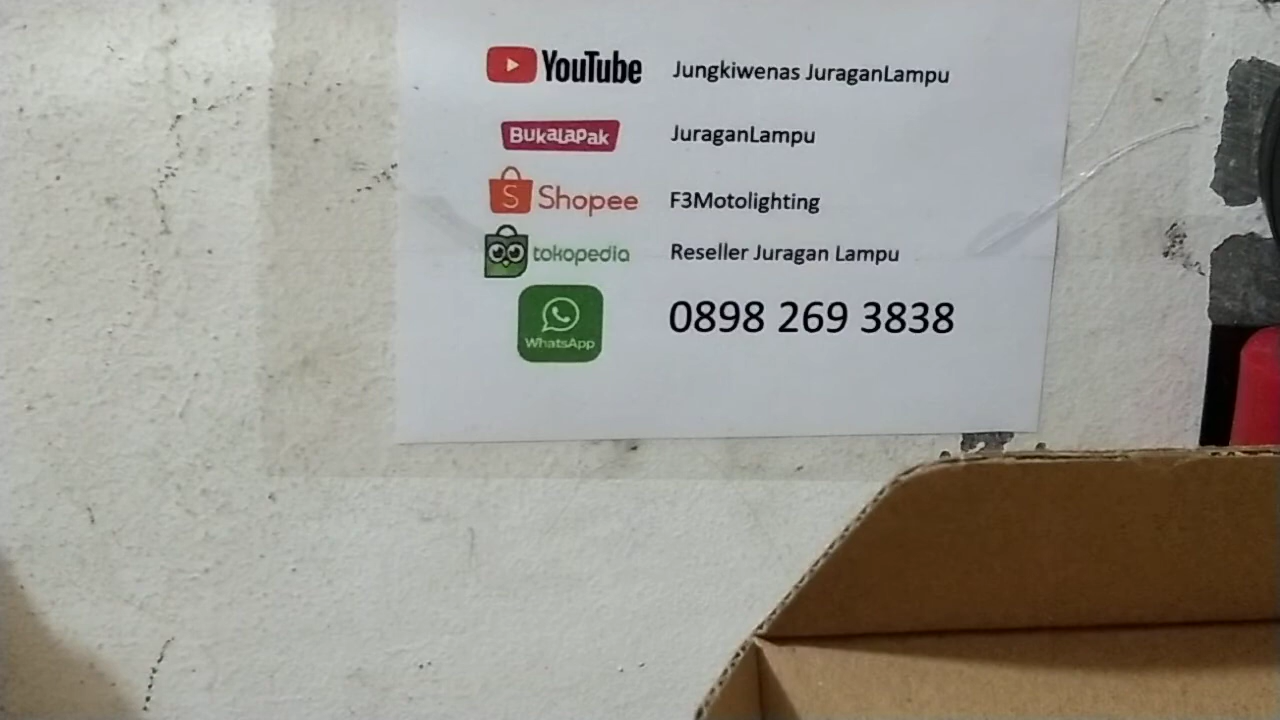 YouTube Jungkiwenas JuraganLampu
BukaLapak JuraganLampu
Shopee F3Motolighting
tokopedia Reseller Juragan Lampu
WhatsApp 0898 269 3838